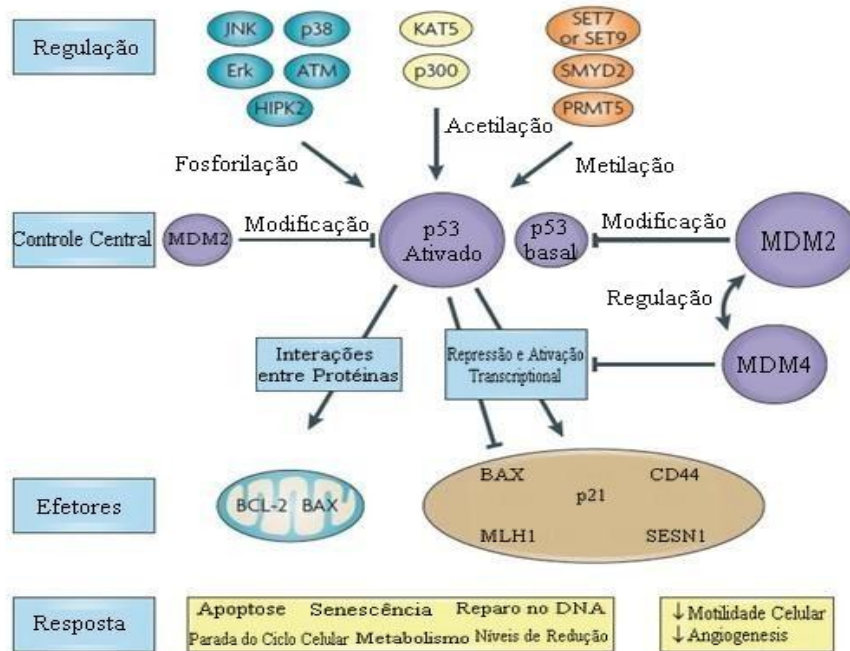 Regulação
JNK
p38
Erk
ATM
HIPK2
KAT5
p300
SET7
or SET9
SMYD2
PRMT5
Fosforilação
Acetilação
Metilação
Controle Central
MDM2
Modificação
p53
Ativado
p53
basal
Modificação
MDM2
Regulação
MDM4
Interações
entre Protéinas
Repressão e Ativação
Transcriptional
Efetores
BCL-2 BAX
BAX
CD44
p21
MLH1
SESN1
Resposta
Apoptose Senescência Reparo no DNA
Parada do Ciclo Celular Metabolismo Níveis de Redução
↓ Motilidade Celular
↓ Angiogenesis